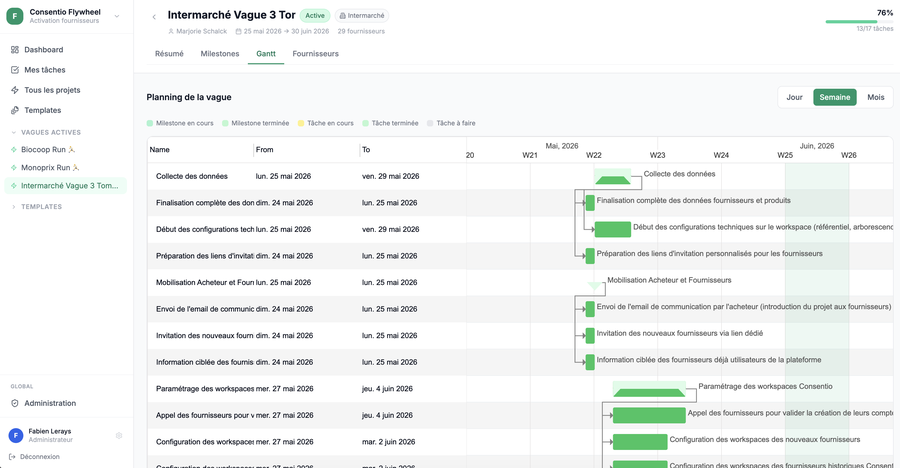 Consentio Flywheel
Activation fournisseurs
F
Dashboard
Mes tâches
Tous les projets
Templates
VAGUES ACTIVES
Biocoop Run
Monoprix Run
Intermarché Vague 3 Tom...
TEMPLATES
GLOBAL
Administration
F
Fabien Lerays
Administrateur
Déconnexion
Intermarché Vague 3 Tor
Active
Intermarché
Marjorie Schaick
25 mai 2026 → 30 juin 2026
29 fournisseurs
76%
13/17 tâches
Résumé
Milestones
Gantt
Fournisseurs
Planning de la vague
Jour
Semaine
Mois
Milestone en cours
Milestone terminée
Tâche en cours
Tâche terminée
Tâche à faire
Name From To
Mai, 2026 Juin, 2026
20 W21 W22 W23 W24 W25 W26
Collecte des données lun. 25 mai 2026 ven. 29 mai 2026 Collecte des données
Finalisation complète des don dim. 24 mai 2026 lun. 25 mai 2026 Finalisation complète des données fournisseurs et produits
Début des configurations tech lun. 25 mai 2026 ven. 29 mai 2026 Début des configurations techniques sur le workspace (référentiel, arborescenc
Préparation des liens d'invitat dim. 24 mai 2026 lun. 25 mai 2026 Préparation des liens d'invitation personnalisés pour les fournisseurs
Mobilisation Acheteur et Four lun. 25 mai 2026 lun. 25 mai 2026 Mobilisation Acheteur et Fournisseurs
Envoi de l'email de communic dim. 24 mai 2026 lun. 25 mai 2026 Envoi de l'email de communication par l'acheteur (introduction du projet aux fournisseurs)
Invitation des nouveaux fourn dim. 24 mai 2026 lun. 25 mai 2026 Invitation des nouveaux fournisseurs via lien dédié
Information ciblée des fournis dim. 24 mai 2026 lun. 25 mai 2026 Information ciblée des fournisseurs déjà utilisateurs de la plateforme
Paramétrage des workspaces mer. 27 mai 2026 jeu. 4 juin 2026 Paramétrage des workspaces Consentio
Appel des fournisseurs pour v mer. 27 mai 2026 jeu. 4 juin 2026 Appel des fournisseurs pour valider la création de leurs compt
Configuration des workspaces mer. 27 mai 2026 mar. 2 juin 2026 Configuration des workspaces des nouveaux fournisseurs
Configuration des workspaces mer. 27 mai 2026 Configuration des workspaces des fournisseurs historiques Consent